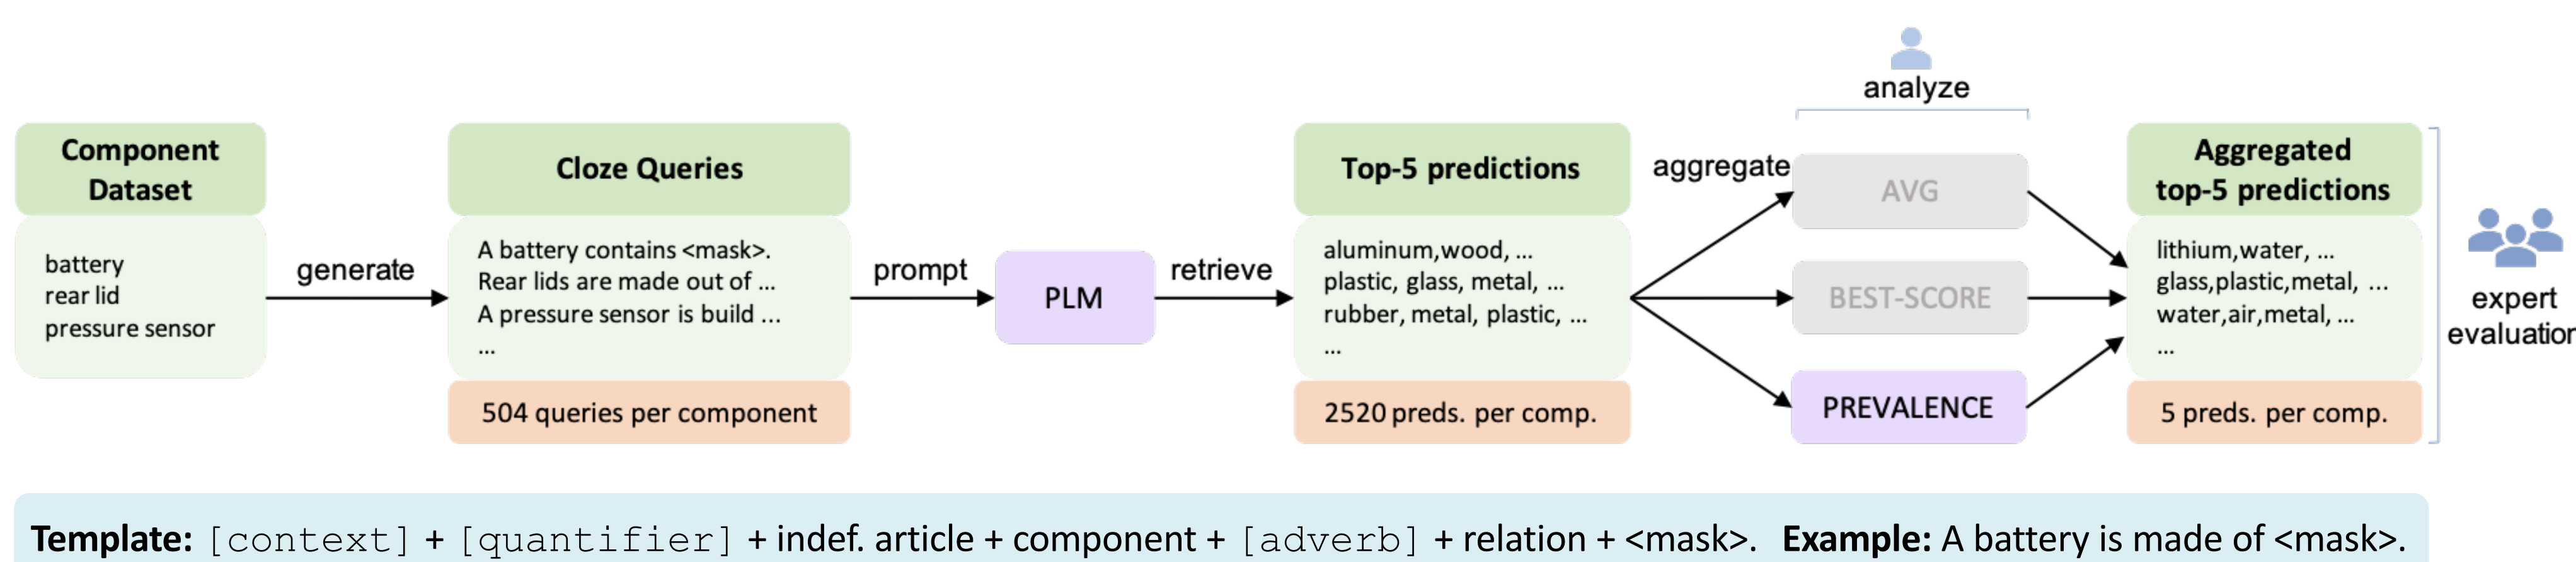 analyze
Component
Dataset
battery
rear lid
pressure sensor
generate
Cloze Queries
A battery contains <mask>.
Rear lids are made out of ...
A pressure sensor is build ...
...
504 queries per component
prompt
PLM
retrieve
Top-5 predictions
aluminum,wood, ...
plastic, glass, metal, ...
rubber, metal, plastic, ...
...
2520 preds. per comp.
aggregate
AVG
BEST-SCORE
PREVALENCE
Aggregated
top-5 predictions
lithium,water, ...
glass,plastic,metal, ...
water,air,metal, ...
...
5 preds. per comp.
expert
evaluation
Template: [context] + [quantifier] + indef. article + component + [adverb] + relation + <mask>. Example: A battery is made of <mask>.